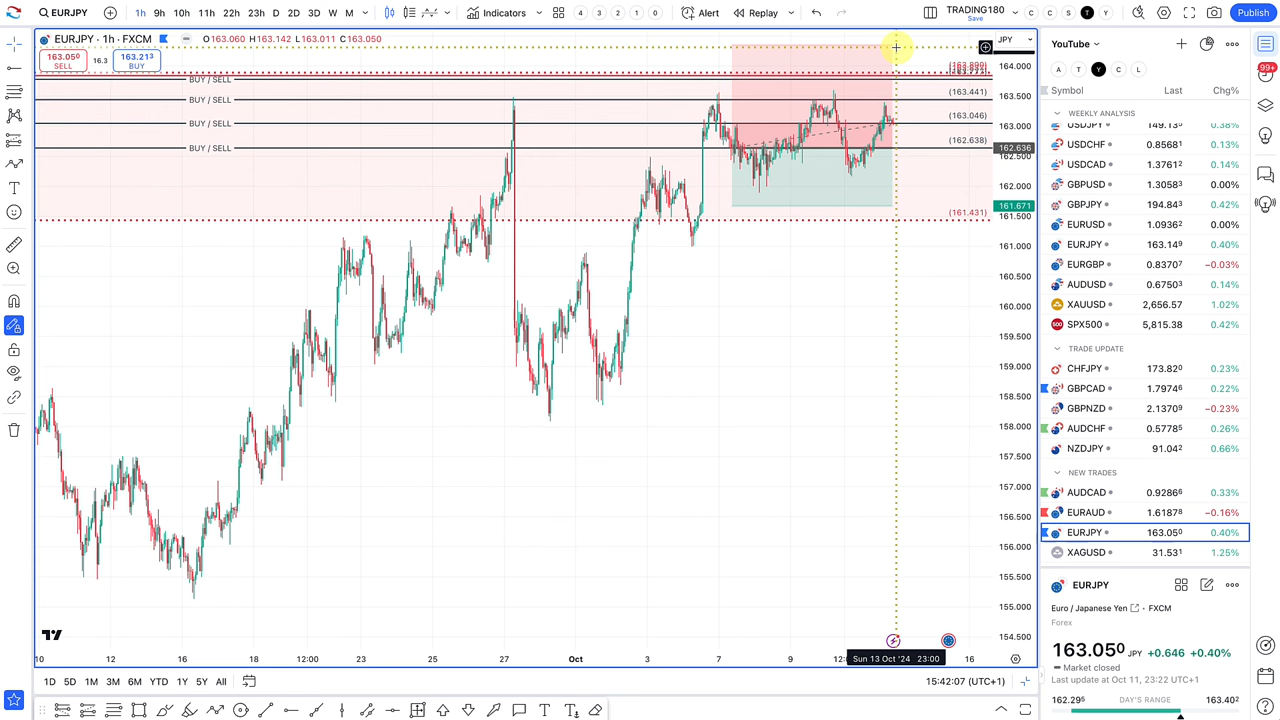 EURJPY
1h 9h 10h 11h 22h 23h D 2D 3D W M
Indicators
4 3 2 1 0
Alert
Replay
TRADING180
Save
C C S T Y
Publish
EURJPY · 1h · FXCM
O163.060 H163.142 L163.011 C163.050
163.050
SELL
16.3
163.213
BUY
BUY / SELL
BUY / SELL
BUY / SELL
BUY / SELL
(163.441)
(163.046)
(162.638)
(161.431)
JPY
164.000
163.500
163.000
162.636
162.500
162.000
161.671
161.500
161.000
160.500
160.000
159.500
159.000
158.500
158.000
157.500
157.000
156.500
156.000
155.500
155.000
154.500
10 12 16 18 12:00 23 25 27 Oct 3 7 9 16
Sun 13 Oct '24 23:00
1D 5D 1M 3M 6M YTD 1Y 5Y All
15:42:07 (UTC+1)
YouTube
A T Y C L
Symbol Last Chg%
WEEKLY ANALYSIS
USDJPY 149.13 0.38%
USDCHF 0.85681 0.13%
USDCAD 1.37612 0.14%
GBPUSD 1.30583 0.00%
GBPJPY 194.843 0.42%
EURUSD 1.09362 0.00%
EURJPY 163.149 0.40%
EURGBP 0.83707 −0.03%
AUDUSD 0.67503 0.14%
XAUUSD 2,656.57 1.02%
SPX500 5,815.38 0.42%
TRADE UPDATE
CHFJPY 173.820 0.23%
GBPCAD 1.79746 0.22%
GBPNZD 2.13709 −0.23%
AUDCHF 0.57785 0.26%
NZDJPY 91.042 0.66%
NEW TRADES
AUDCAD 0.92866 0.33%
EURAUD 1.61878 −0.16%
EURJPY 163.050 0.40%
XAGUSD 31.531 1.25%
EURJPY
Euro / Japanese Yen · FXCM
Forex
163.050 JPY +0.646 +0.40%
Market closed
Last update at Oct 11, 23:22 UTC+1
162.295 DAY'S RANGE 163.402
99+